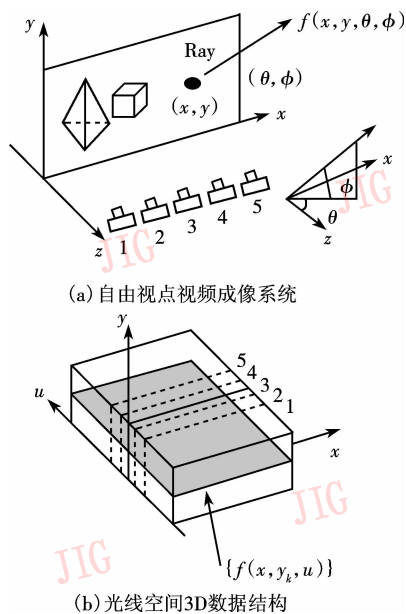 y
f(x,y,θ,ϕ)
Ray
(θ,ϕ)
(x,y)
x
x
ϕ
θ
z
z
1
2
3
4
5
JIG
JIG
(a)自由视点视频成像系统
y
u
5
4
3
2
1
x
JIG
JIG
{f(x,y_k,u)}
(b)光线空间3D数据结构